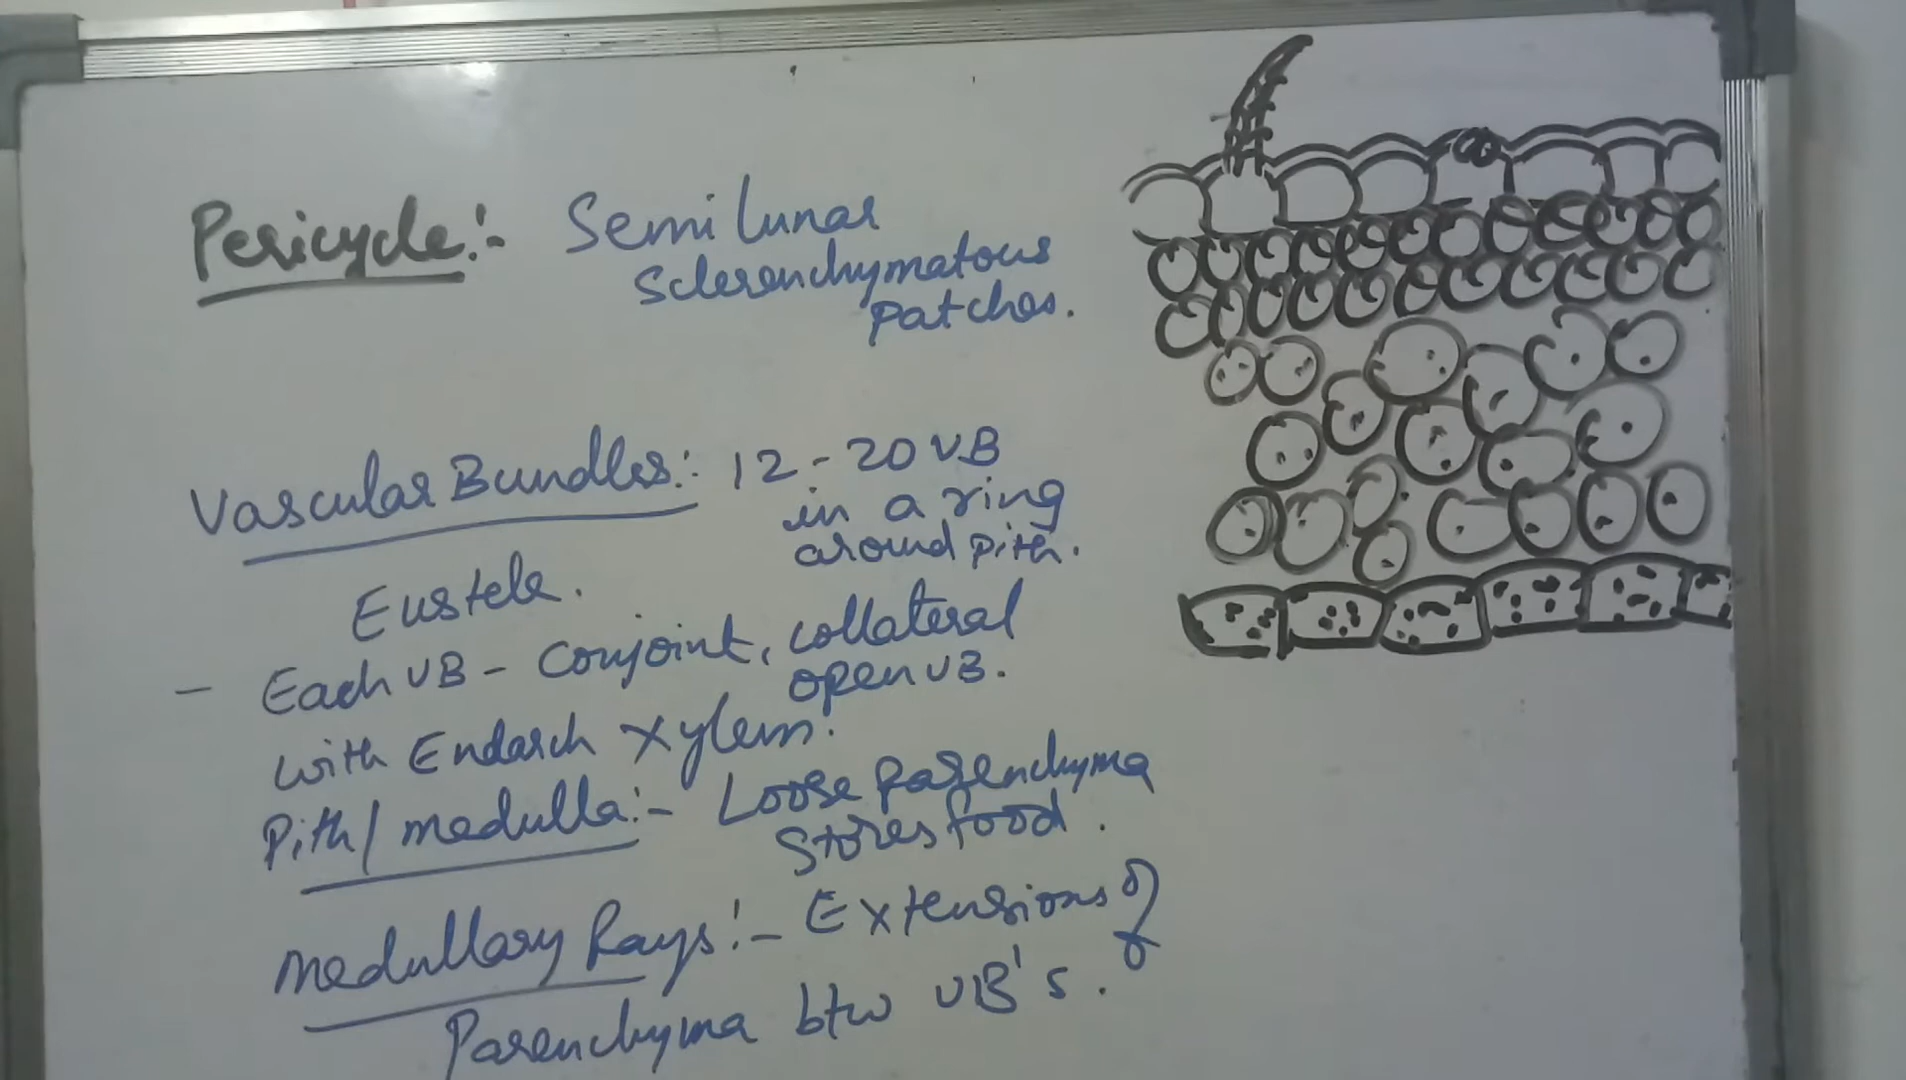 Pericycle:- Semi lunar
Sclerenchymatous
patches.
Vascular Bundles:- 12-20 VB
in a ring
around pith.
Eustele.
- Each VB - Conjoint, collateral
open VB.
with Endarch Xylem.
Pith/medulla:- Loose parenchyma
stores food.
Medullary Rays:- Extensions of
Parenchyma btw VB's.